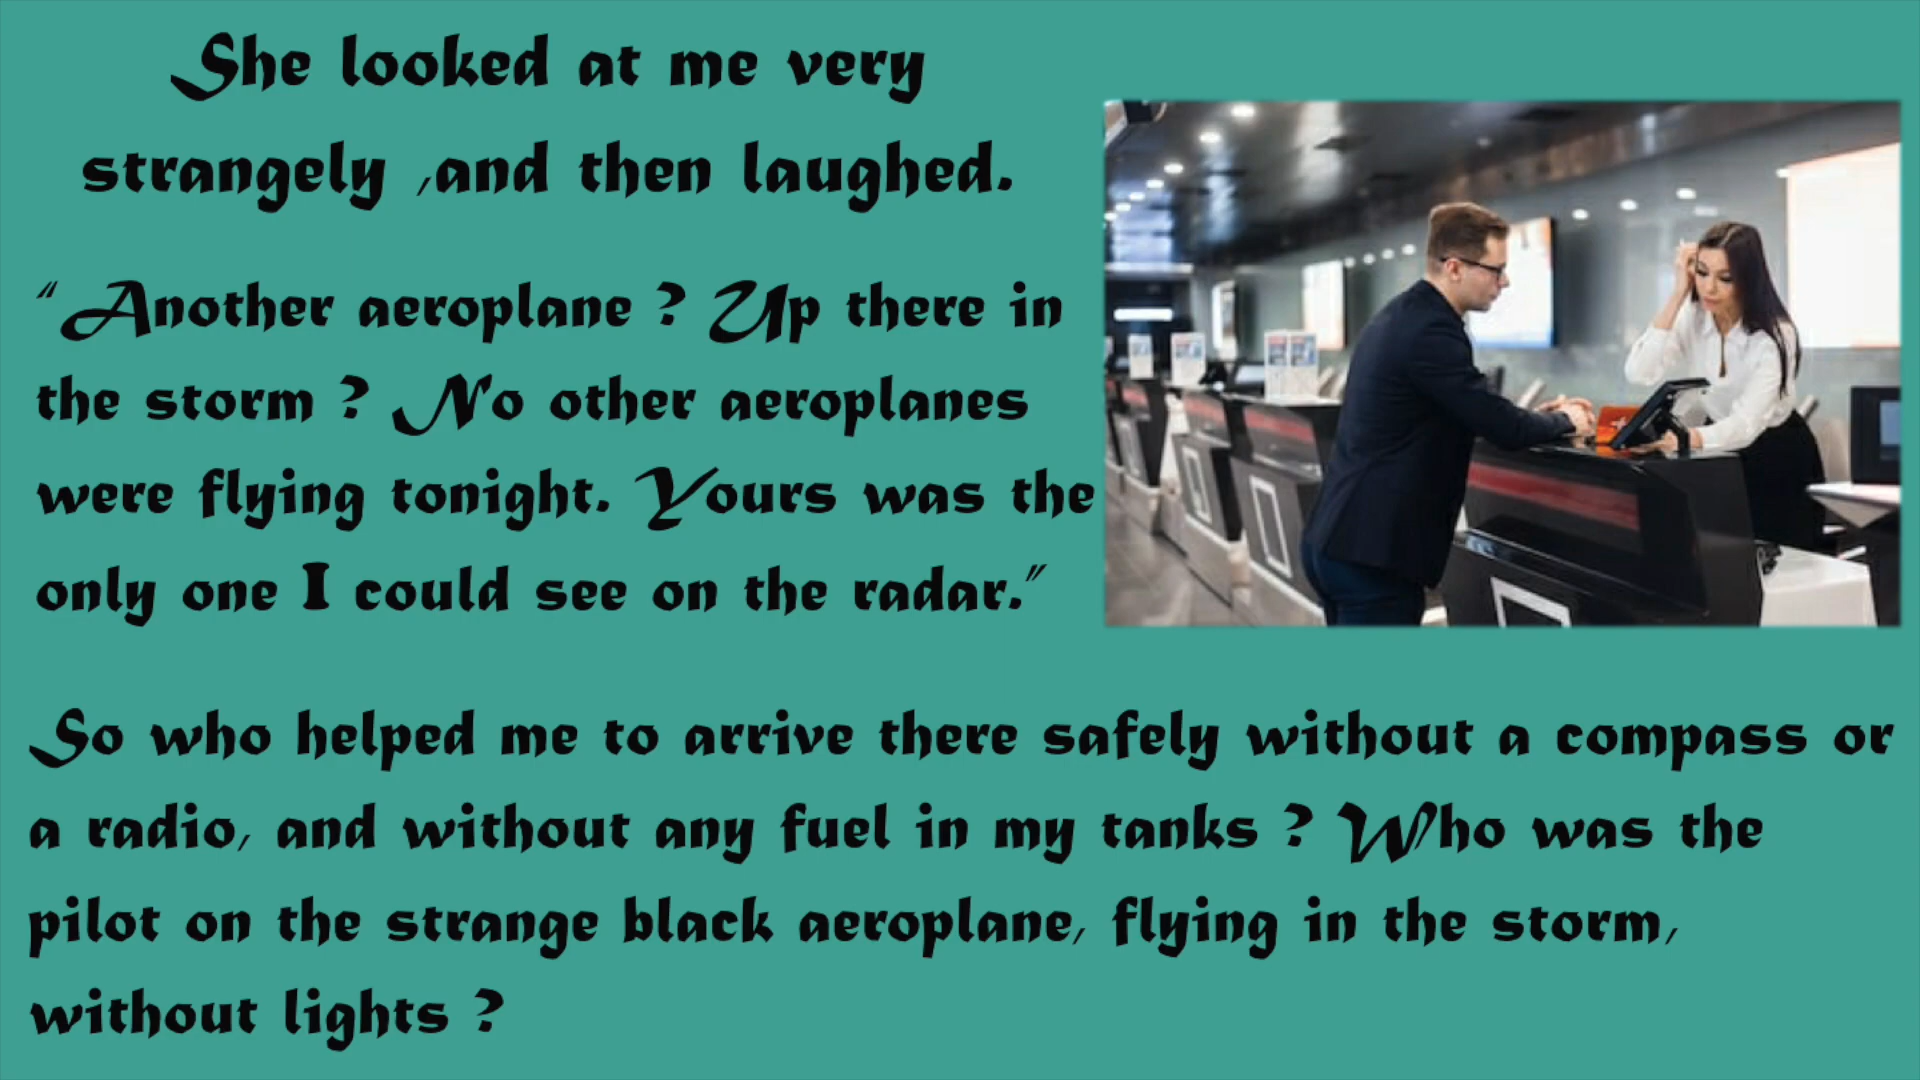 She looked at me very
strangely ,and then laughed.
"Another aeroplane ? Up there in
the storm ? No other aeroplanes
were flying tonight. Yours was the
only one I could see on the radar."
So who helped me to arrive there safely without a compass or
a radio, and without any fuel in my tanks ? Who was the
pilot on the strange black aeroplane, flying in the storm,
without lights ?